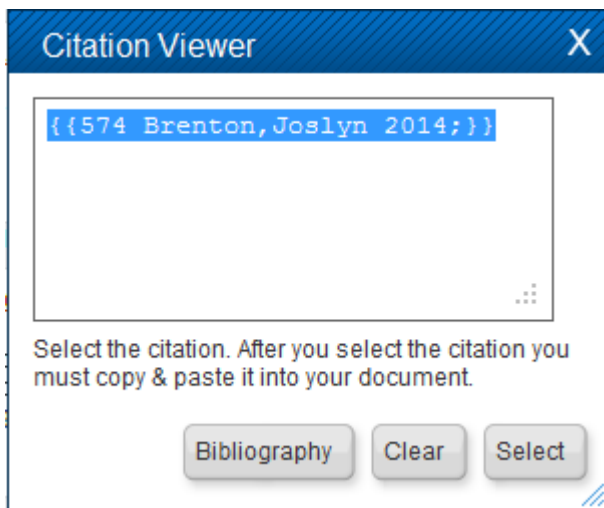 Citation Viewer
X
{{574 Brenton,Joslyn 2014;}}
Select the citation. After you select the citation you
must copy & paste it into your document.
Bibliography
Clear
Select